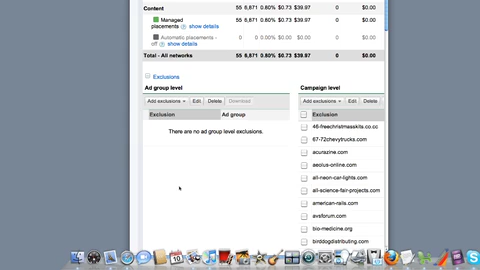 Content 55 6,871 0.80% $0.73 $39.97 0 $0.00
Managed placements show details 55 6,871 0.80% $0.73 $39.97 0 $0.00
Automatic placements - off show details 0 0 0.00% $0.00 $0.00 0 $0.00
Total - All networks 55 6,871 0.80% $0.73 $39.97 0 $0.00
Exclusions
Ad group level
Add exclusions Edit Delete Download
Exclusion Ad group
There are no ad group level exclusions.
Campaign level
Add exclusions Edit Delete
Exclusion
46-freechristmasskits.co.cc
67-72chevytrucks.com
acurazine.com
aeolus-online.com
all-neon-car-lights.com
all-science-fair-projects.com
american-rails.com
avsforum.com
bio-medicine.org
birddogdistributing.com